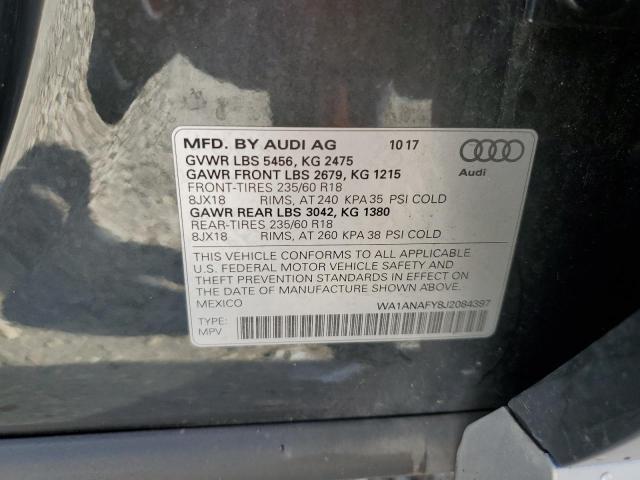 MFD. BY AUDI AG 10 17
GVWR LBS 5456, KG 2475
GAWR FRONT LBS 2679, KG 1215
FRONT-TIRES 235/60 R18
8JX18 RIMS, AT 240 KPA 35 PSI COLD
GAWR REAR LBS 3042, KG 1380
REAR-TIRES 235/60 R18
8JX18 RIMS, AT 260 KPA 38 PSI COLD
Audi
THIS VEHICLE CONFORMS TO ALL APPLICABLE
U.S. FEDERAL MOTOR VEHICLE SAFETY AND
THEFT PREVENTION STANDARDS IN EFFECT ON
THE DATE OF MANUFACTURE SHOWN ABOVE.
MEXICO WA1ANAFY8J2084397
TYPE:
MPV